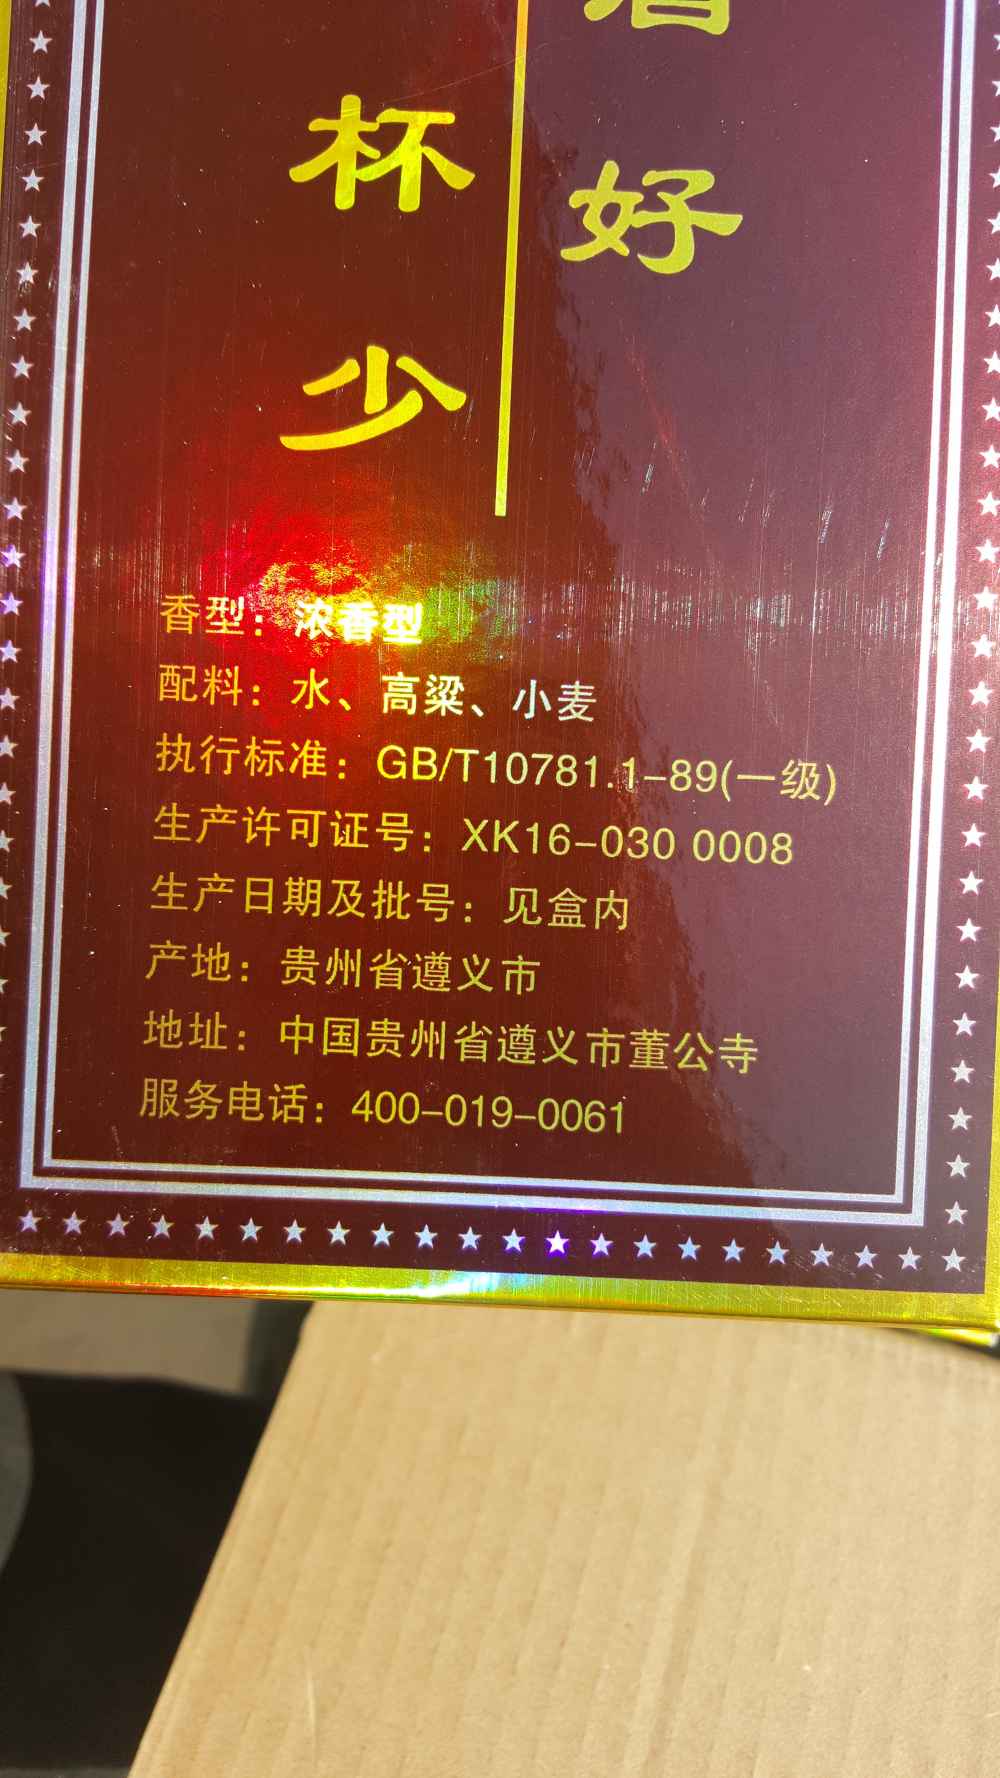 酒好
杯少
香型：浓香型
配料：水、高粱、小麦
执行标准：GB/T10781.1-89(一级)
生产许可证号：XK16-030 0008
生产日期及批号：见盒内
产地：贵州省遵义市
地址：中国贵州省遵义市董公寺
服务电话：400-019-0061